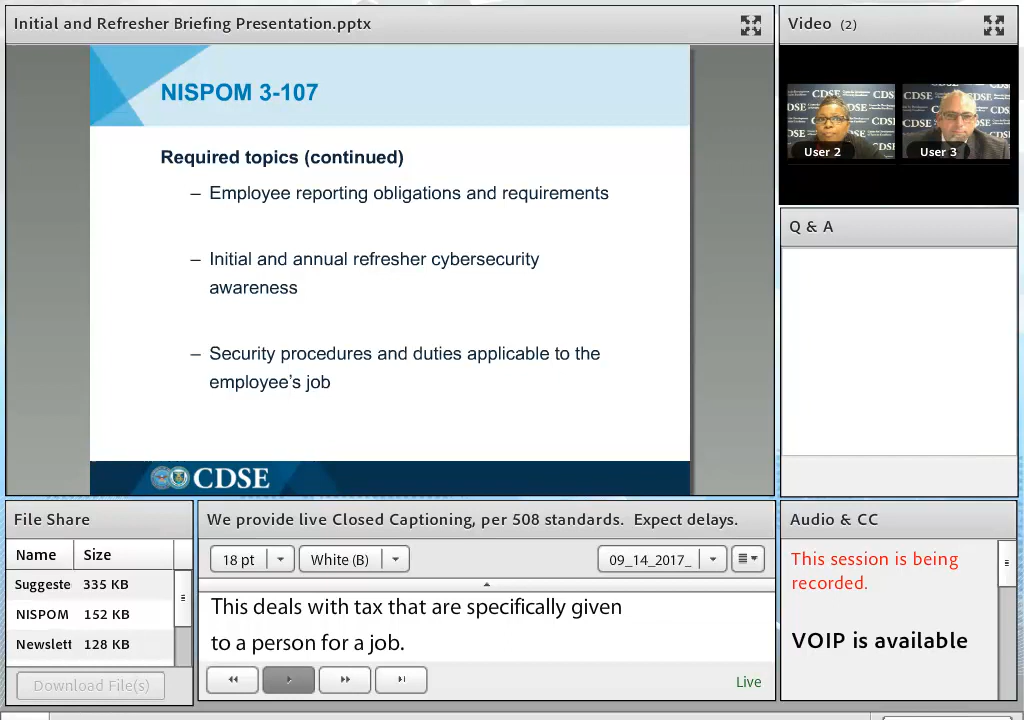 Initial and Refresher Briefing Presentation.pptx
NISPOM 3-107
Required topics (continued)
– Employee reporting obligations and requirements
– Initial and annual refresher cybersecurity
awareness
– Security procedures and duties applicable to the
employee's job
CDSE
Video (2)
CDSE
CDSE
CDSE
CDSE
User 2
User 3
Q & A
File Share
Name Size
Suggeste 335 KB
NISPOM 152 KB
Newslett 128 KB
Download File(s)
We provide live Closed Captioning, per 508 standards. Expect delays.
18 pt
White (B)
09_14_2017_
This deals with tax that are specifically given
to a person for a job.
Live
Audio & CC
This session is being
recorded.
VOIP is available